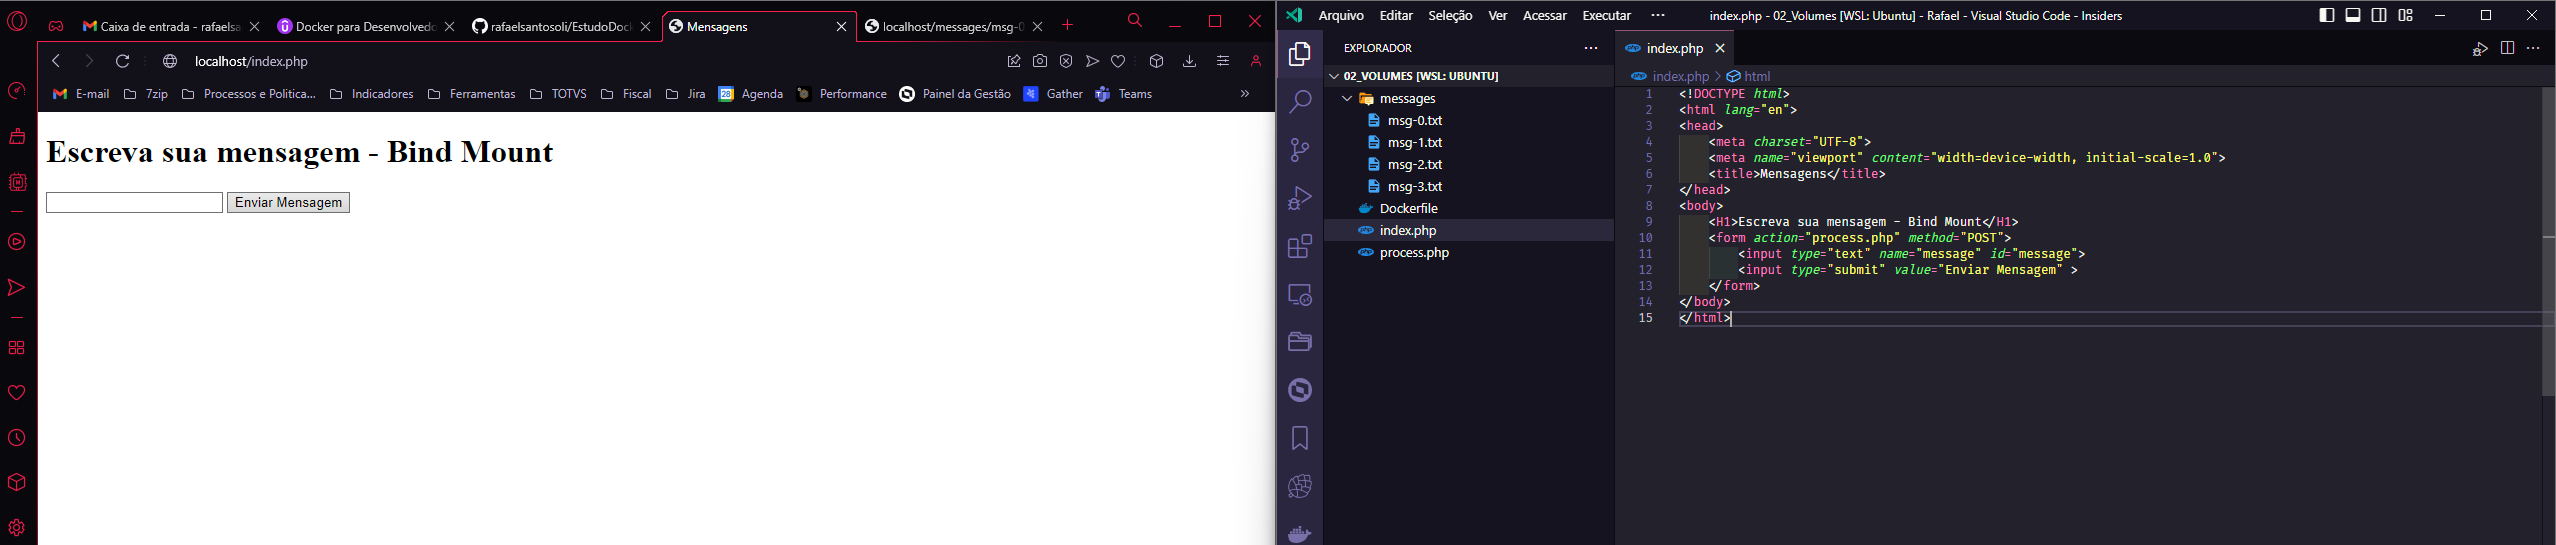 Caixa de entrada - rafaelsa
Docker para Desenvolvedo
rafaelsantosoli/EstudoDock
Mensagens
localhost/messages/msg-0
localhost/index.php
E-mail
7zip
Processos e Politica...
Indicadores
Ferramentas
TOTVS
Fiscal
Jira
28
Agenda
Performance
Painel da Gestão
Gather
Teams
»
Escreva sua mensagem - Bind Mount
Enviar Mensagem
Arquivo Editar Seleção Ver Acessar Executar ···
index.php - 02_Volumes [WSL: Ubuntu] - Rafael - Visual Studio Code - Insiders
EXPLORADOR ···
02_VOLUMES [WSL: UBUNTU]
messages
msg-0.txt
msg-1.txt
msg-2.txt
msg-3.txt
Dockerfile
index.php
process.php
index.php
index.php > html
1 <!DOCTYPE html>
2 <html lang="en">
3 <head>
4 <meta charset="UTF-8">
5 <meta name="viewport" content="width=device-width, initial-scale=1.0">
6 <title>Mensagens</title>
7 </head>
8 <body>
9 <H1>Escreva sua mensagem - Bind Mount</H1>
10 <form action="process.php" method="POST">
11 <input type="text" name="message" id="message">
12 <input type="submit" value="Enviar Mensagem" >
13 </form>
14 </body>
15 </html>